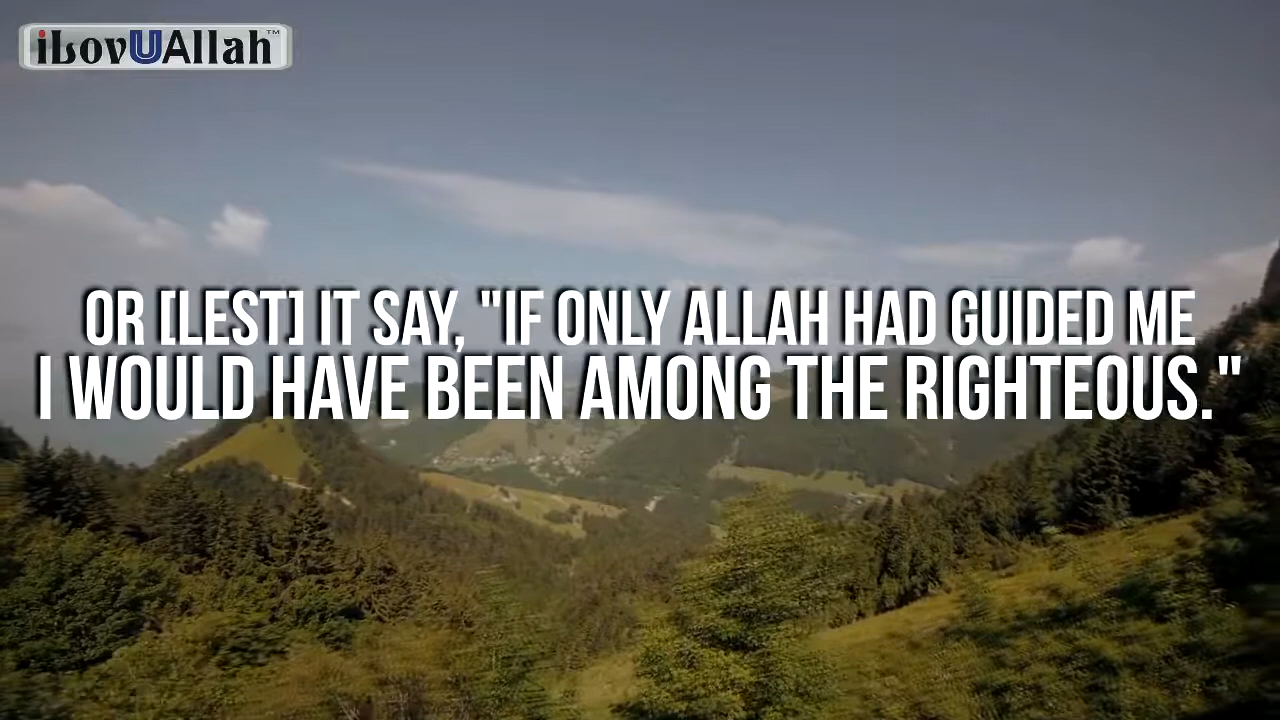 iLovUAllah™
OR [LEST] IT SAY, "IF ONLY ALLAH HAD GUIDED ME
I WOULD HAVE BEEN AMONG THE RIGHTEOUS."